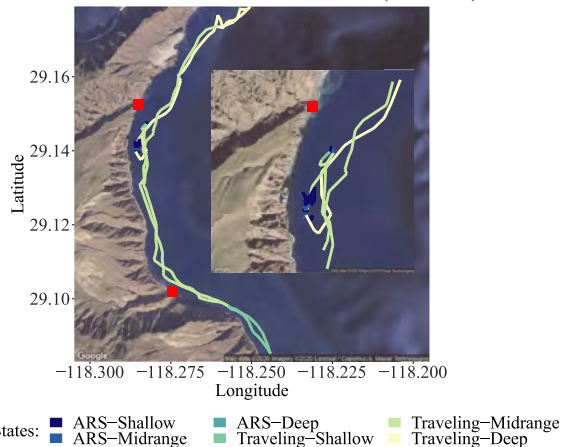 29.16
29.14
29.12
29.10
Latitude
Google
−118.300 −118.275 −118.250 −118.225 −118.200
Longitude
States: ARS−Shallow ARS−Deep Traveling−Midrange
ARS−Midrange Traveling−Shallow Traveling−Deep